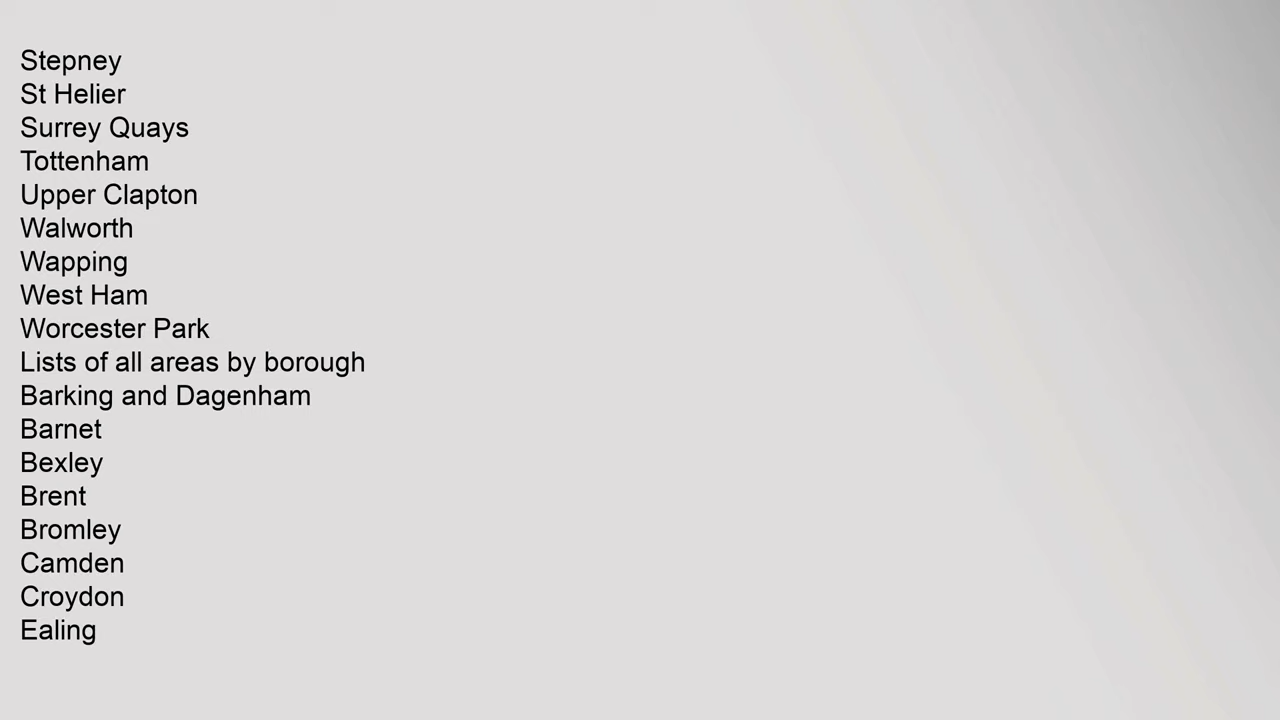 Stepney
St Helier
Surrey Quays
Tottenham
Upper Clapton
Walworth
Wapping
West Ham
Worcester Park
Lists of all areas by borough
Barking and Dagenham
Barnet
Bexley
Brent
Bromley
Camden
Croydon
Ealing